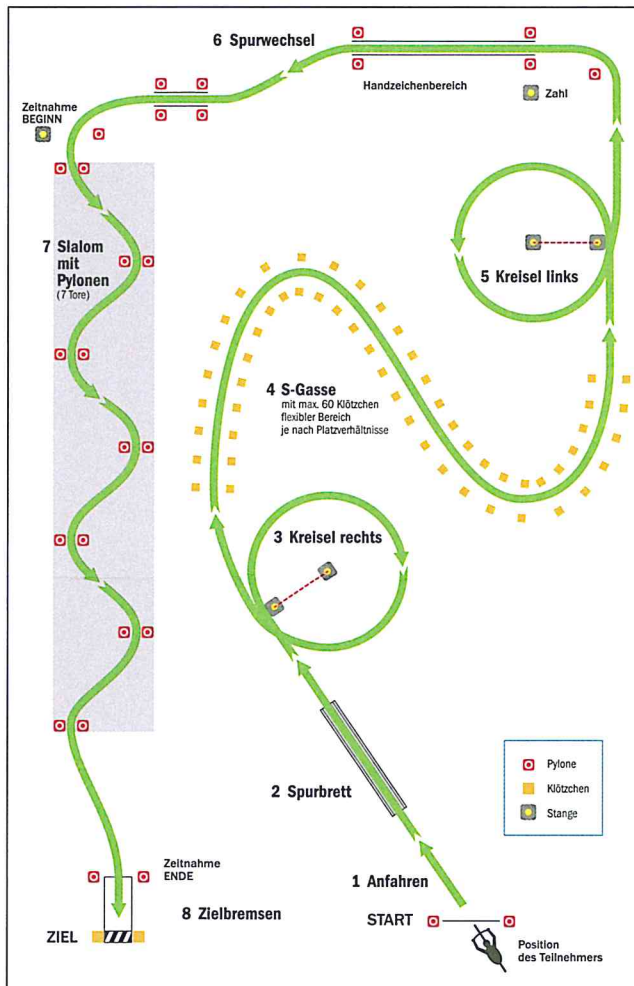 6 Spurwechsel
Handzeichenbereich
Zahl
Zeitnahme
BEGINN
7 Slalom
mit
Pylonen
(7 Tore)
5 Kreisel links
4 S-Gasse
mit max. 60 Klötzchen
flexibler Bereich
je nach Platzverhältnisse
3 Kreisel rechts
2 Spurbrett
Pylone
Klötzchen
Stange
1 Anfahren
Zeitnahme
ENDE
8 Zielbremsen
START
ZIEL
Position
des Teilnehmers